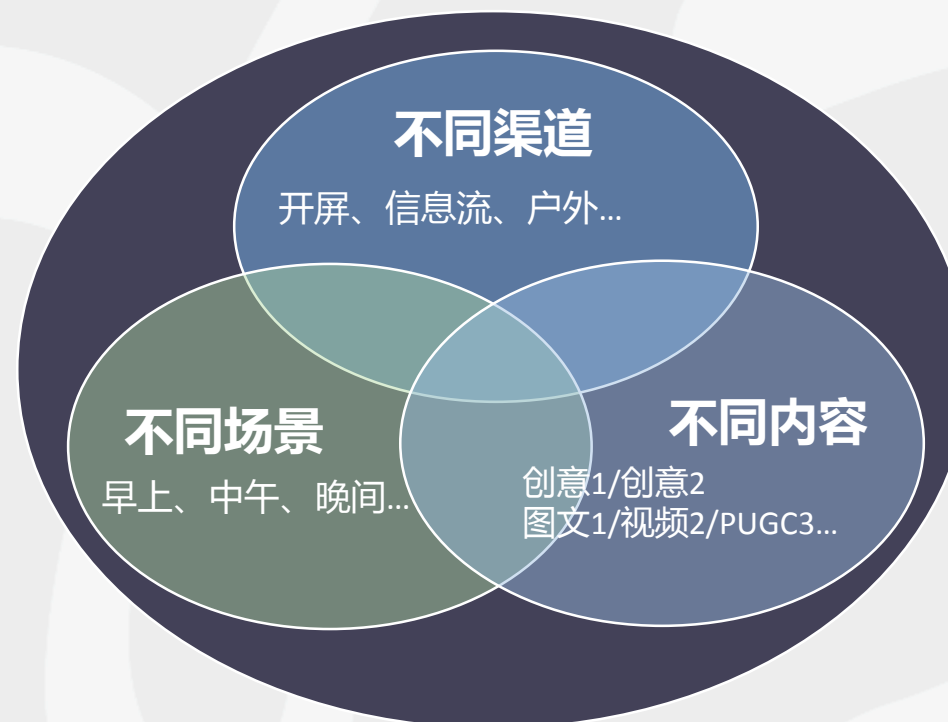 不同渠道
开屏、信息流、户外...
不同场景
早上、中午、晚间...
不同内容
创意1/创意2
图文1/视频2/PUGC3...